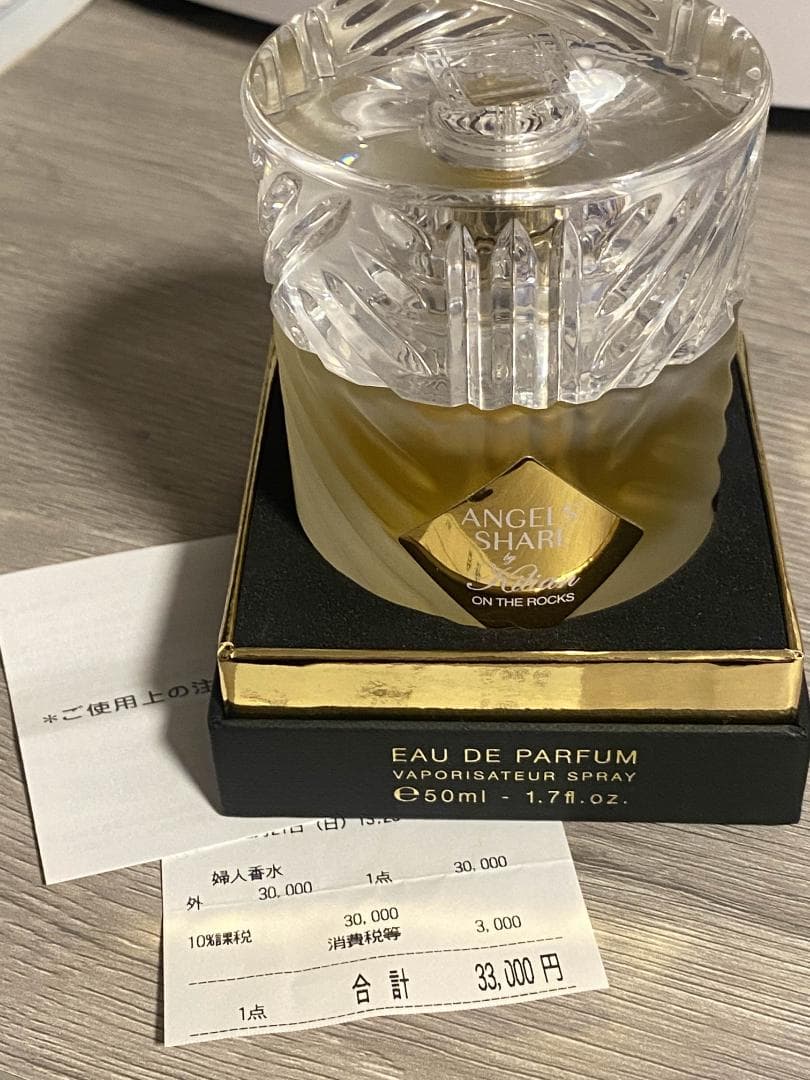 ANGELS
SHARE
by
Kilian
ON THE ROCKS
EAU DE PARFUM
VAPORISATEUR SPRAY
℮50ml - 1.7fl.oz.
*ご使用上の注
(日)
婦人香水
外 30,000 1点 30,000
10%課税 30,000
消費税等 3,000
1点 合計 33,000円